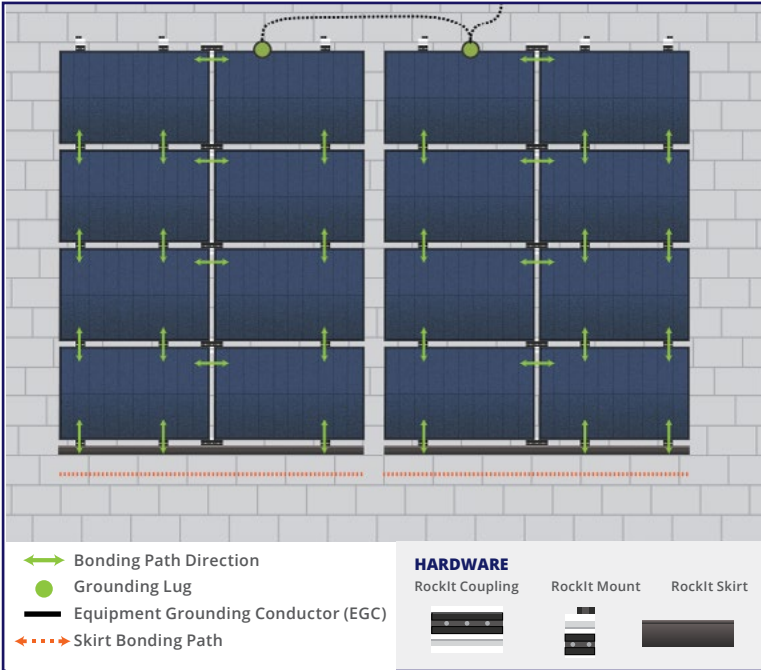 Bonding Path Direction
Grounding Lug
Equipment Grounding Conductor (EGC)
Skirt Bonding Path
HARDWARE
RockIt Coupling RockIt Mount RockIt Skirt